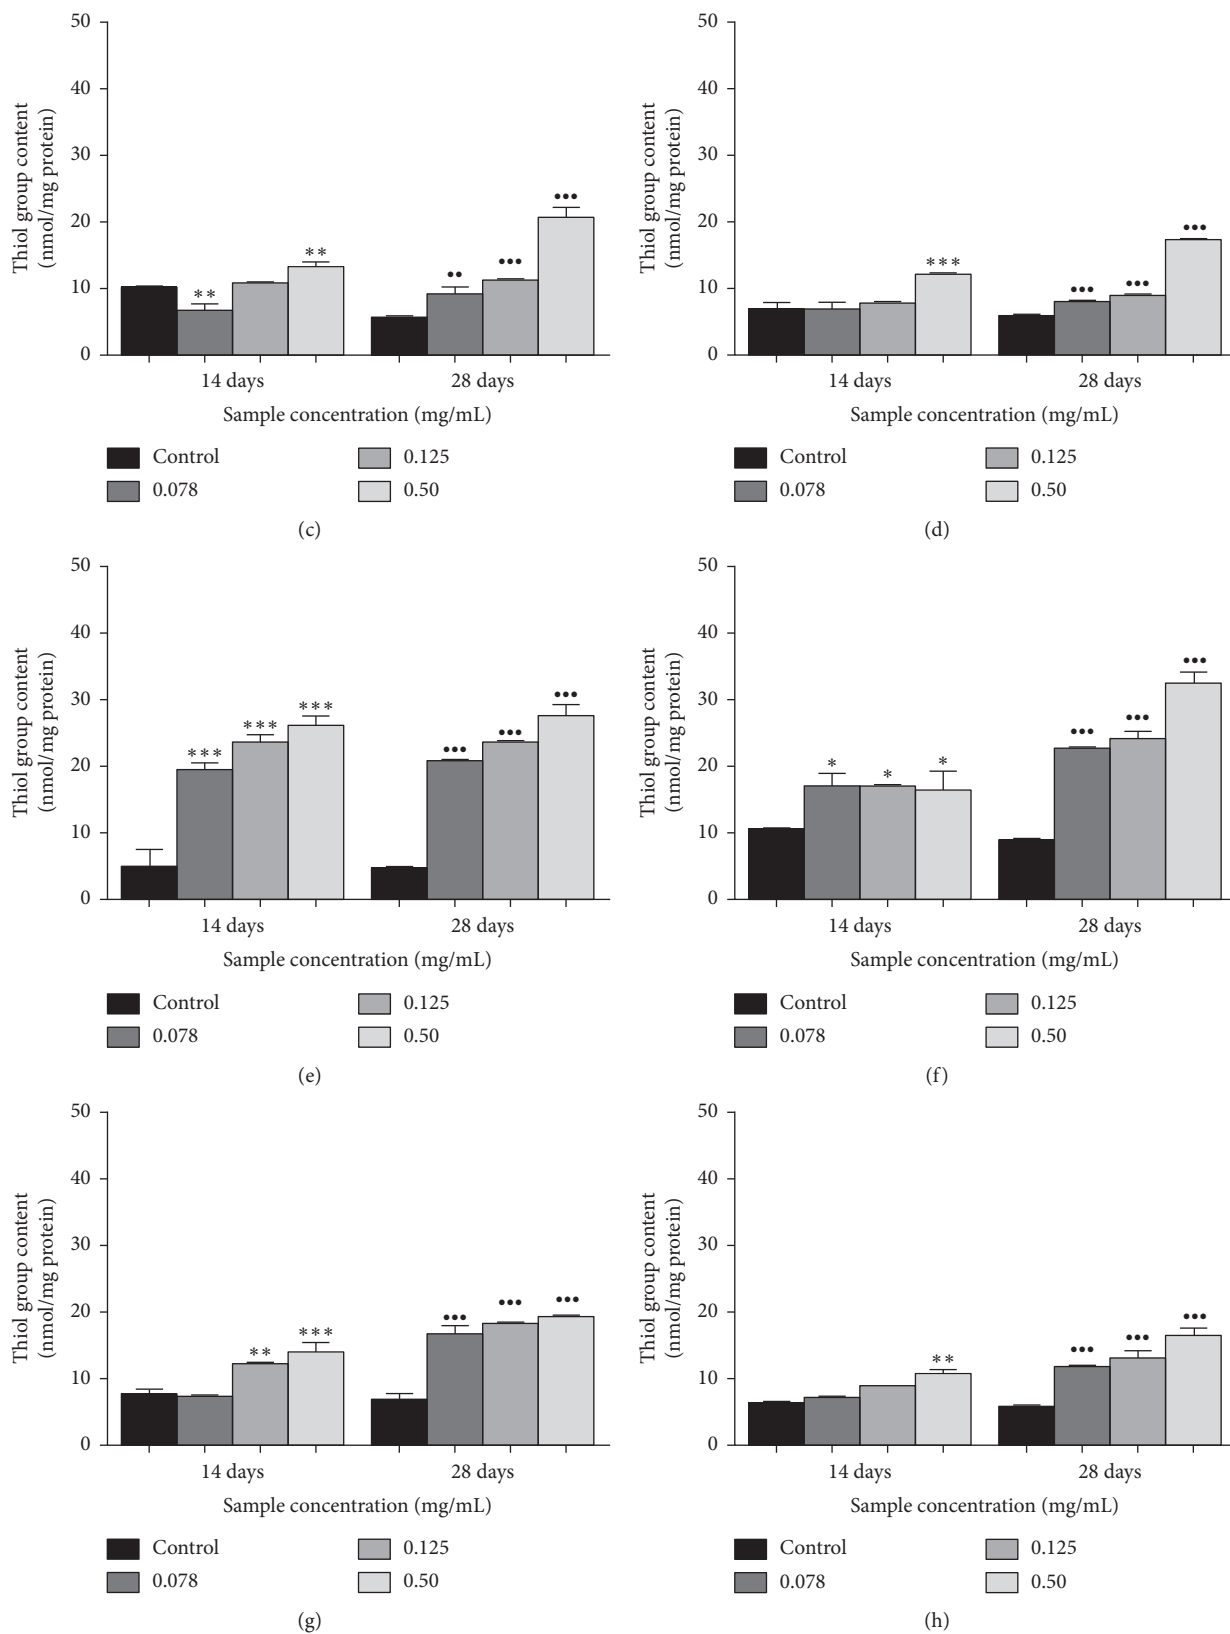 Thiol group content
(nmol/mg protein)
50
40
30
20
10
0
**
**
••
•••
•••
14 days
28 days
Sample concentration (mg/mL)
Control
0.125
0.078
0.50
(c)
Thiol group content
(nmol/mg protein)
50
40
30
20
10
0
***
•••
•••
•••
14 days
28 days
Sample concentration (mg/mL)
Control
0.125
0.078
0.50
(d)
Thiol group content
(nmol/mg protein)
50
40
30
20
10
0
***
***
***
•••
•••
•••
14 days
28 days
Sample concentration (mg/mL)
Control
0.125
0.078
0.50
(e)
Thiol group content
(nmol/mg protein)
50
40
30
20
10
0
*
*
*
•••
•••
•••
14 days
28 days
Sample concentration (mg/mL)
Control
0.125
0.078
0.50
(f)
Thiol group content
(nmol/mg protein)
50
40
30
20
10
0
**
***
•••
•••
•••
14 days
28 days
Sample concentration (mg/mL)
Control
0.125
0.078
0.50
(g)
Thiol group content
(nmol/mg protein)
50
40
30
20
10
0
**
•••
•••
•••
14 days
28 days
Sample concentration (mg/mL)
Control
0.125
0.078
0.50
(h)